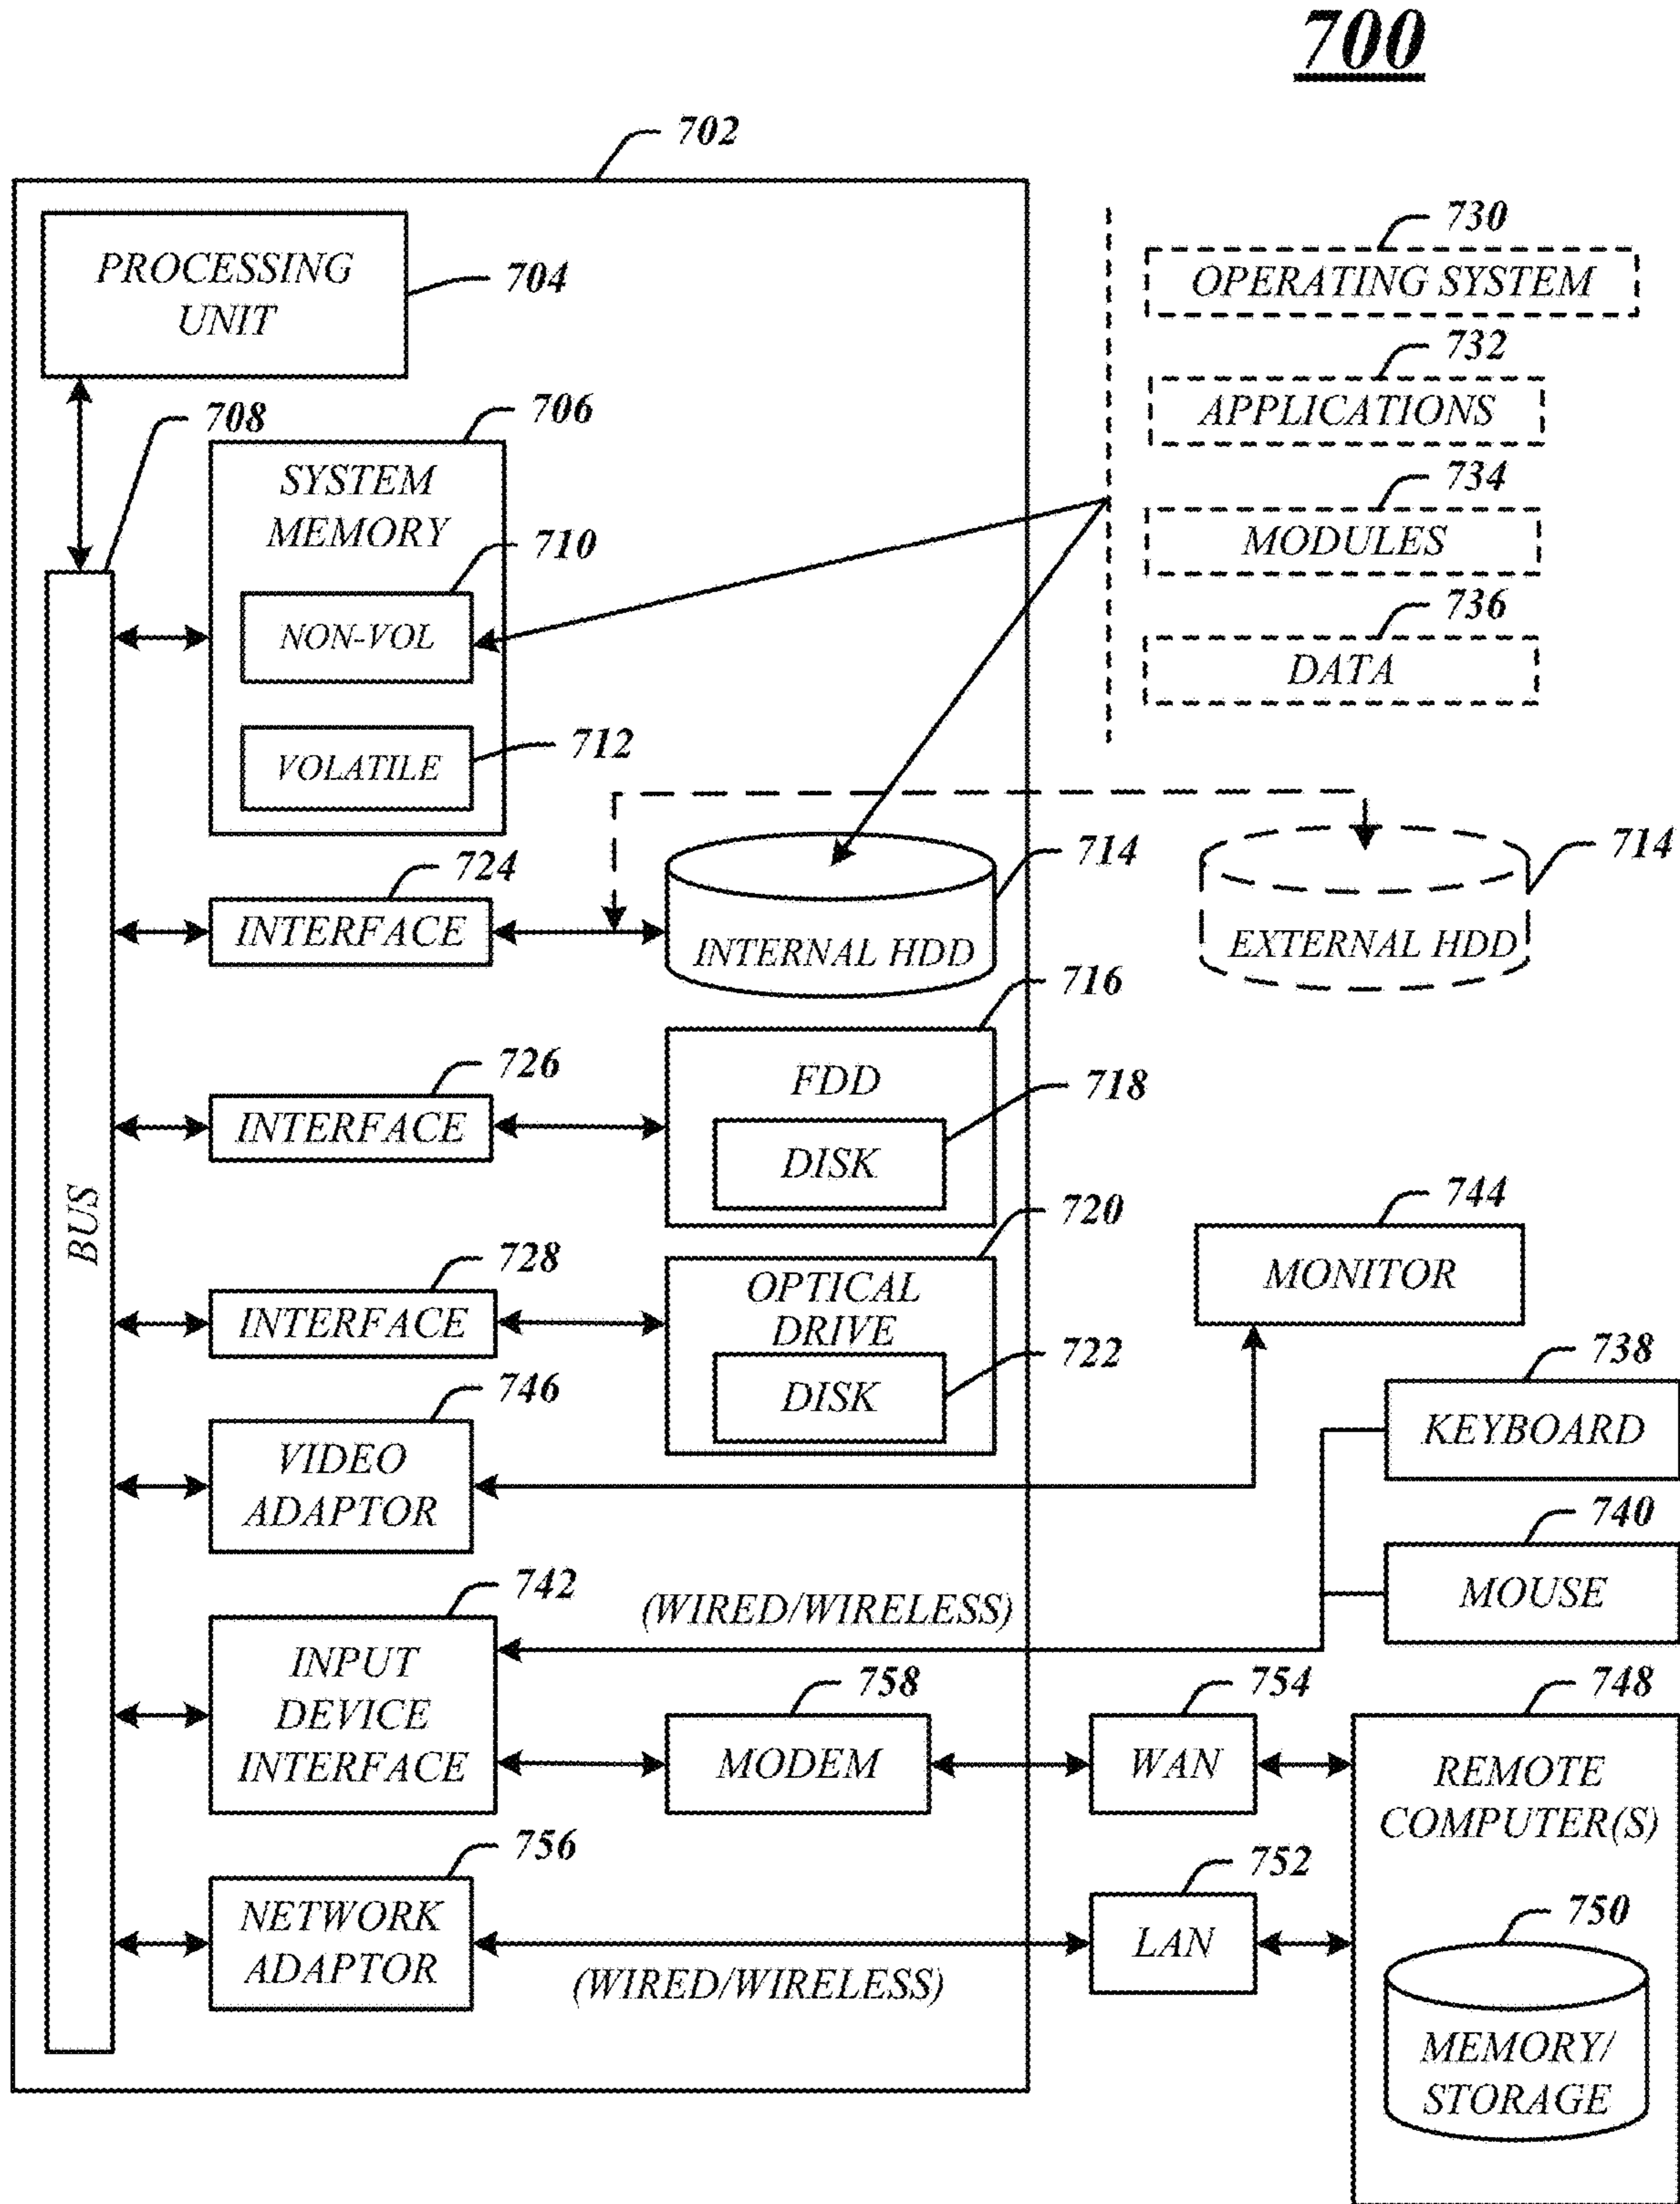 700
702
PROCESSING
UNIT
704
730
OPERATING SYSTEM
732
APPLICATIONS
734
MODULES
736
DATA
708
706
SYSTEM
MEMORY
710
NON-VOL
712
VOLATILE
BUS
724
INTERFACE
714
INTERNAL HDD
714
EXTERNAL HDD
716
FDD
718
DISK
726
INTERFACE
720
OPTICAL
DRIVE
722
DISK
728
INTERFACE
744
MONITOR
746
VIDEO
ADAPTOR
738
KEYBOARD
740
MOUSE
742
INPUT
DEVICE
INTERFACE
(WIRED/WIRELESS)
758
MODEM
754
WAN
748
REMOTE
COMPUTER(S)
756
NETWORK
ADAPTOR
(WIRED/WIRELESS)
752
LAN
750
MEMORY/
STORAGE